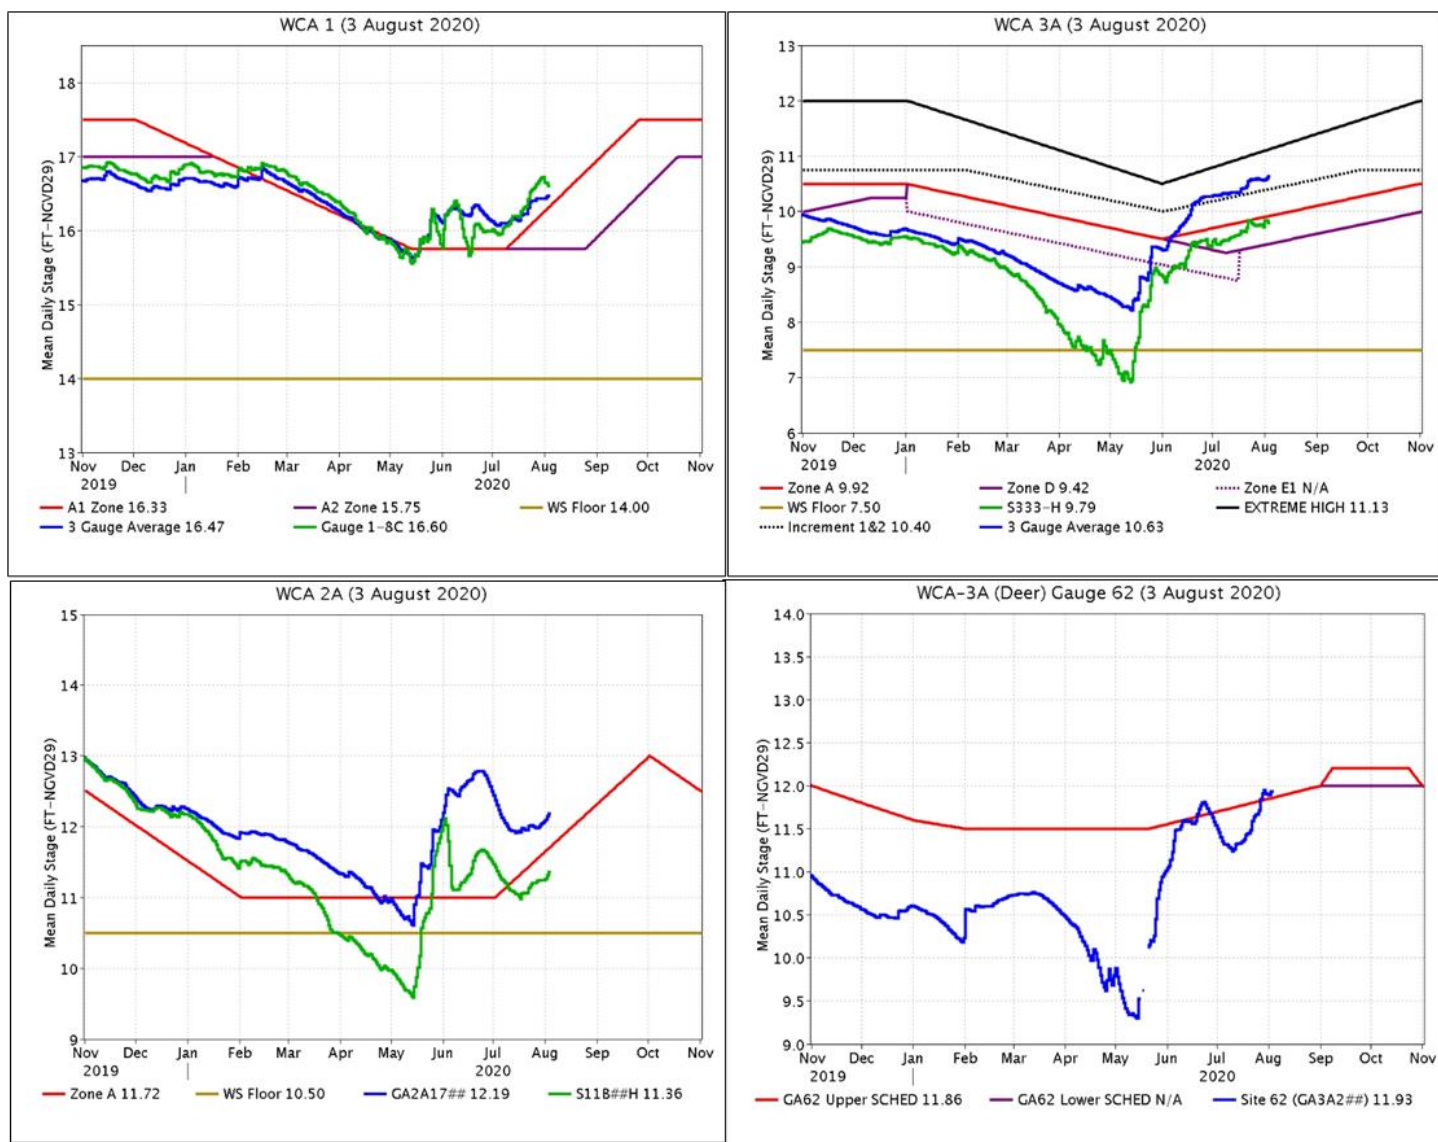 WCA 1 (3 August 2020)
Mean Daily Stage (FT-NGVD29)
18
17
16
15
14
13
Nov Dec Jan Feb Mar Apr May Jun Jul Aug Sep Oct Nov
2019 2020
A1 Zone 16.33 A2 Zone 15.75 WS Floor 14.00
3 Gauge Average 16.47 Gauge 1-8C 16.60
WCA 3A (3 August 2020)
Mean Daily Stage (FT-NGVD29)
13
12
11
10
9
8
7
6
Nov Dec Jan Feb Mar Apr May Jun Jul Aug Sep Oct Nov
2019 2020
Zone A 9.92 Zone D 9.42 Zone E1 N/A
WS Floor 7.50 S333-H 9.79 EXTREME HIGH 11.13
Increment 1&2 10.40 3 Gauge Average 10.63
WCA 2A (3 August 2020)
Mean Daily Stage (FT-NGVD29)
15
14
13
12
11
10
9
Nov Dec Jan Feb Mar Apr May Jun Jul Aug Sep Oct Nov
2019 2020
Zone A 11.72 WS Floor 10.50 GA2A17## 12.19 S11B##H 11.36
WCA-3A (Deer) Gauge 62 (3 August 2020)
Mean Daily Stage (FT-NGVD29)
14.0
13.5
13.0
12.5
12.0
11.5
11.0
10.5
10.0
9.5
9.0
Nov Dec Jan Feb Mar Apr May Jun Jul Aug Sep Oct Nov
2019 2020
GA62 Upper SCHED 11.86 GA62 Lower SCHED N/A Site 62 (GA3A2##) 11.93